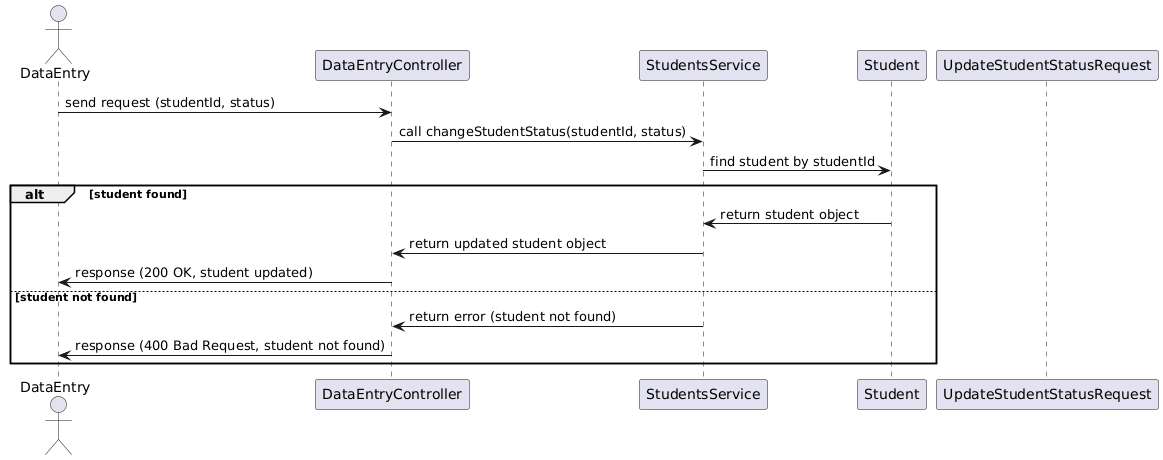 DataEntry
DataEntryController
StudentsService
Student
UpdateStudentStatusRequest
send request (studentId, status)
call changeStudentStatus(studentId, status)
find student by studentId
alt
[student found]
return student object
return updated student object
response (200 OK, student updated)
[student not found]
return error (student not found)
response (400 Bad Request, student not found)
DataEntry
DataEntryController
StudentsService
Student
UpdateStudentStatusRequest